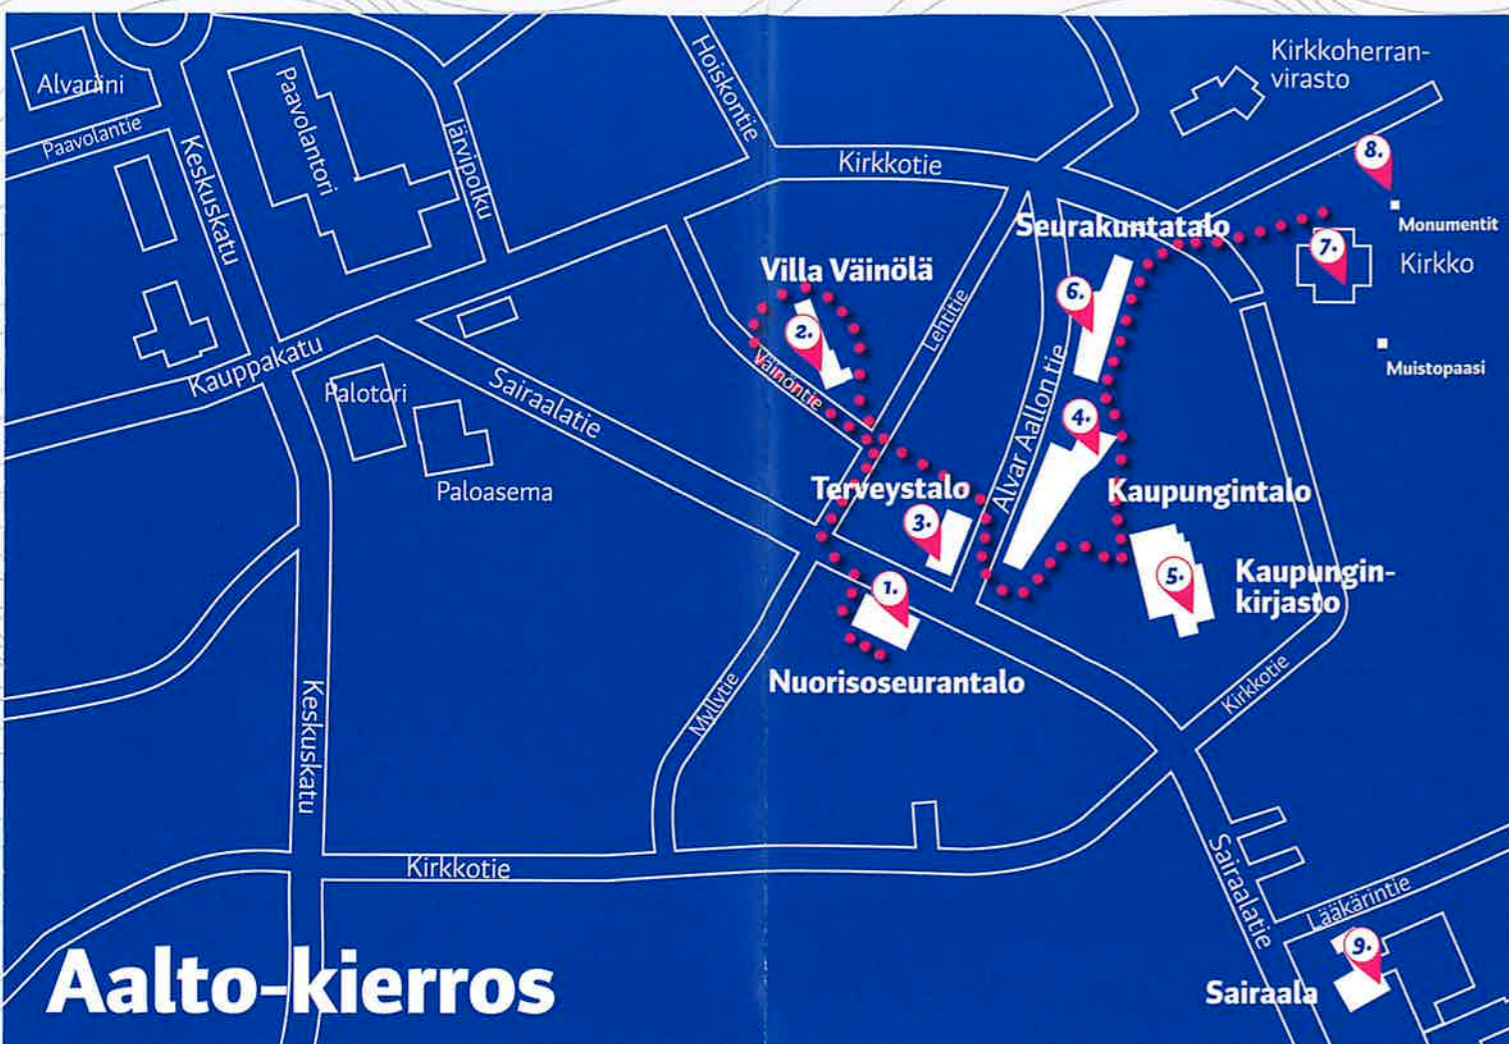 Alvariini
Paavolantie
Keskuskatu
Paavolantori
Järvipolku
Hoiskontie
Kirkkotie
Kirkkoherran-
virasto
8.
Monumentit
7.
Kirkko
Muistopaasi
Seurakuntatalo
6.
Villa Väinölä
2.
Väinöntie
Lehtitie
Alvar Aallon tie
4.
Kaupungintalo
Kauppakatu
Palotori
Sairaalatie
Paloasema
Terveystalo
3.
5.
Kaupungin-
kirjasto
1.
Nuorisoseurantalo
Myllytie
Kirkkotie
Keskuskatu
Kirkkotie
Sairaalatie
Lääkärintie
9.
Sairaala
Aalto-kierros